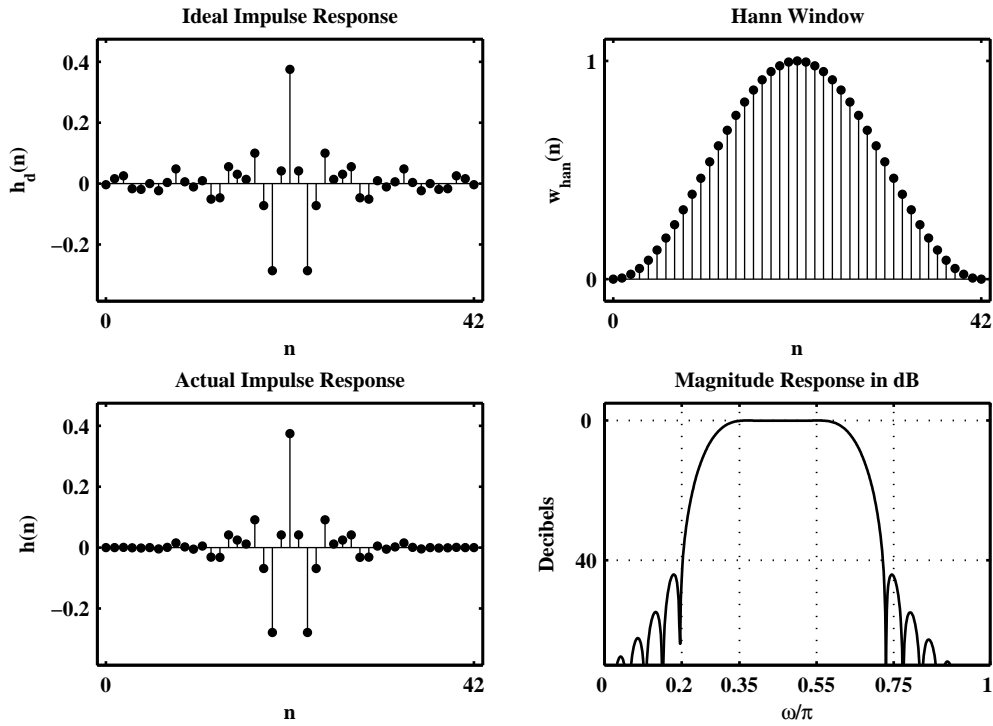 Ideal Impulse Response
h_d(n)
0.4
0.2
0
−0.2
0
42
n
Hann Window
w_han(n)
1
0
0
42
n
Actual Impulse Response
h(n)
0.4
0.2
0
−0.2
0
42
n
Magnitude Response in dB
Decibels
0
40
0
0.2
0.35
0.55
0.75
1
ω/π